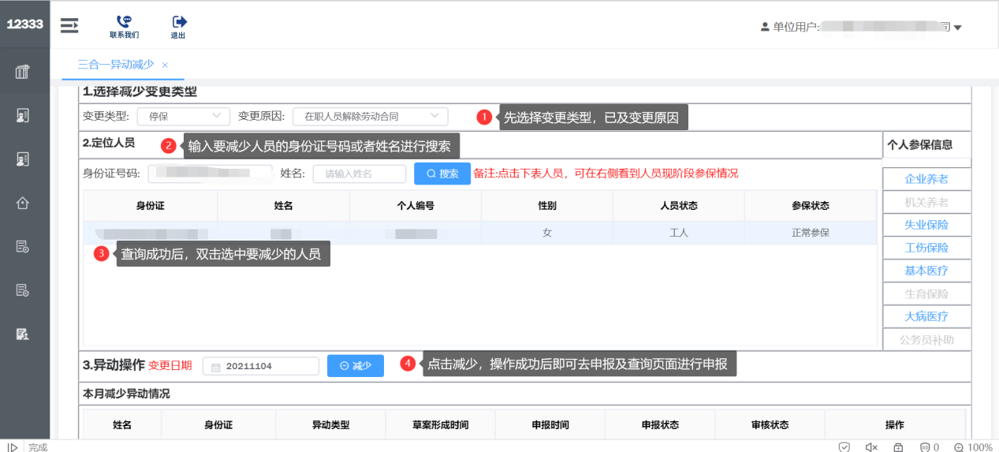 12333
联系我们
退出
单位用户:
三合一异动减少 ×
1.选择减少变更类型
变更类型: 停保 变更原因: 在职人员解除劳动合同
1 先选择变更类型，已及变更原因
2.定位人员
2 输入要减少人员的身份证号码或者姓名进行搜索
个人参保信息
身份证号码: 姓名: 请输入姓名 搜索 备注:点击下表人员，可在右侧看到人员现阶段参保情况
企业养老
机关养老
失业保险
工伤保险
基本医疗
生育保险
大病医疗
公务员补助
身份证 姓名 个人编号 性别 人员状态 参保状态
女 工人 正常参保
3 查询成功后，双击选中要减少的人员
3.异动操作 变更日期 20211104 减少
4 点击减少，操作成功后即可去申报及查询页面进行申报
本月减少异动情况
姓名 身份证 异动类型 草案形成时间 申报时间 申报状态 审核状态 操作
完成
0 100%